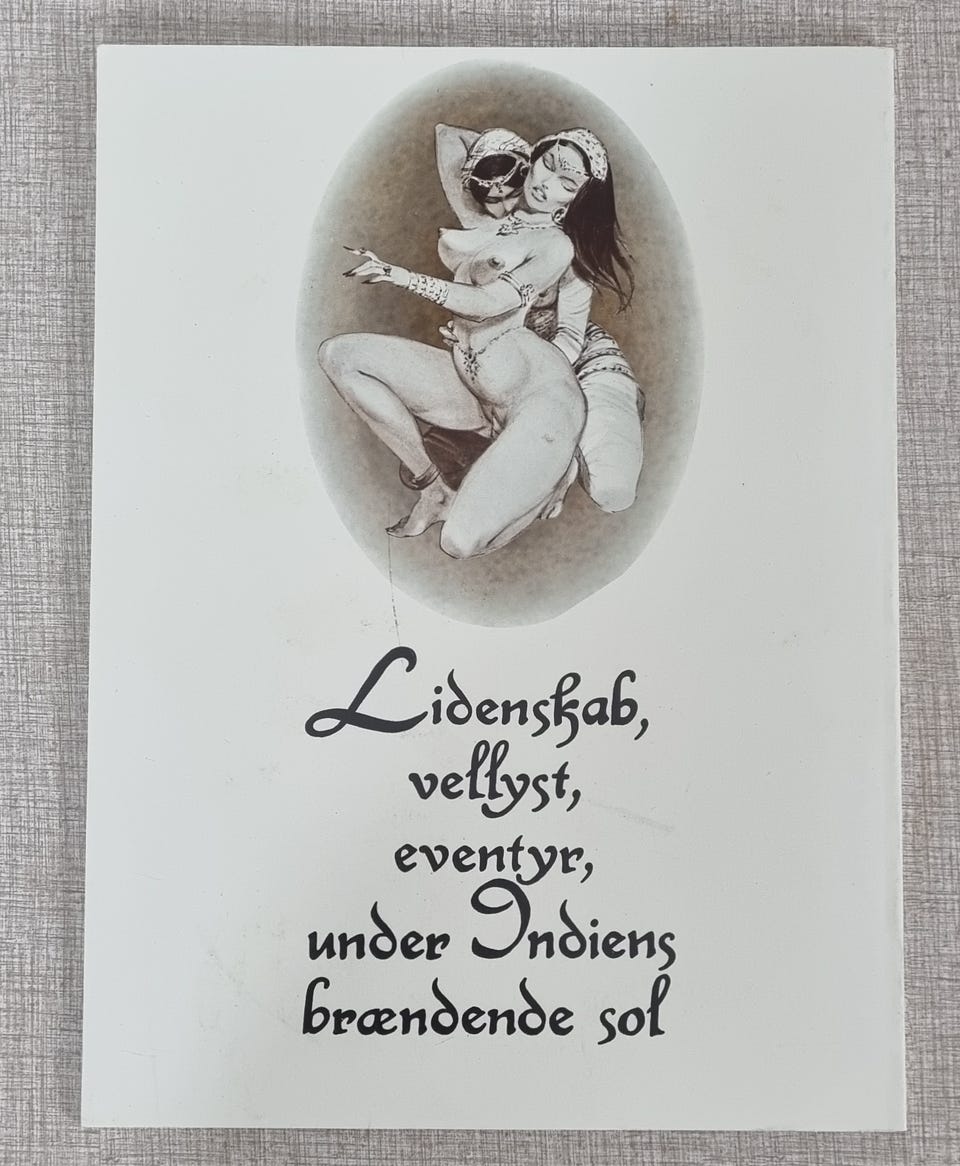 Lidenskab,
vellyst,
eventyr,
under Indiens
brændende sol